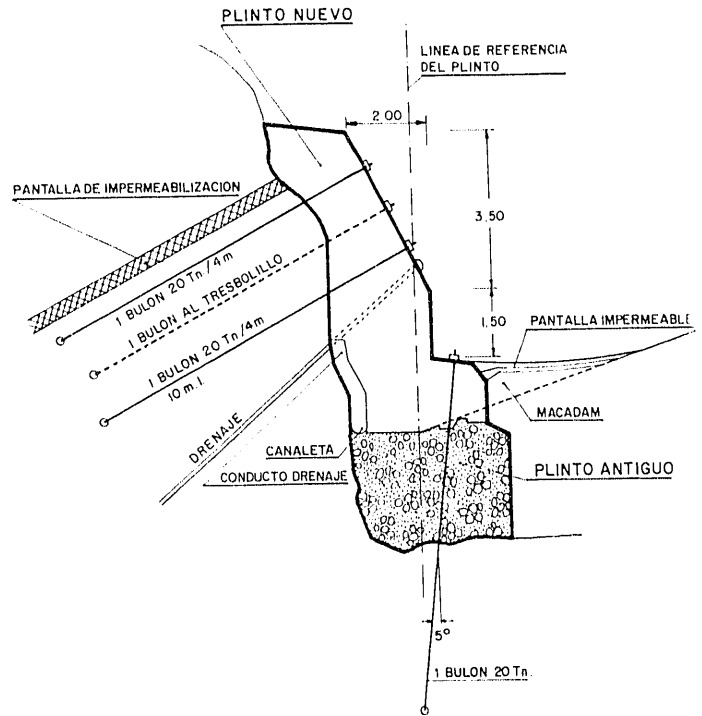 PLINTO NUEVO
LINEA DE REFERENCIA
DEL PLINTO
2.00
PANTALLA DE IMPERMEABILIZACION
3,50
1 BULON 20 Tn./4m
1 BULON AL TRESBOLILLO
1 BULON 20 Tn/4m
10 m.l.
1.50
PANTALLA IMPERMEABLE
MACADAM
DRENAJE
CANALETA
CONDUCTO DRENAJE
PLINTO ANTIGUO
5º
1 BULON 20 Tn.